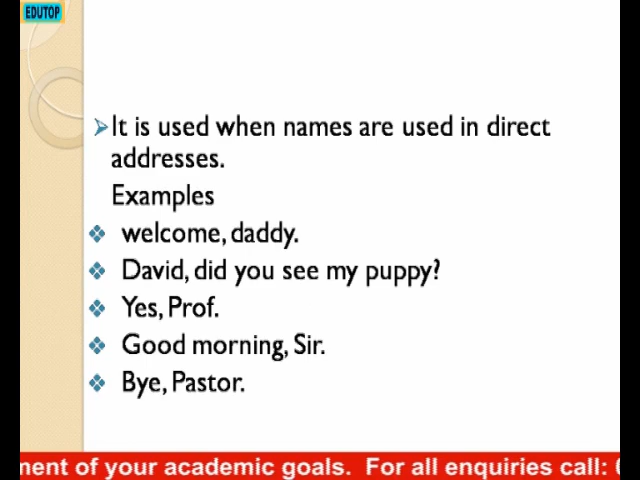 EDUTOP
It is used when names are used in direct
addresses.
Examples
welcome, daddy.
David, did you see my puppy?
Yes, Prof.
Good morning, Sir.
Bye, Pastor.
of your academic goals. For all enquiries call: